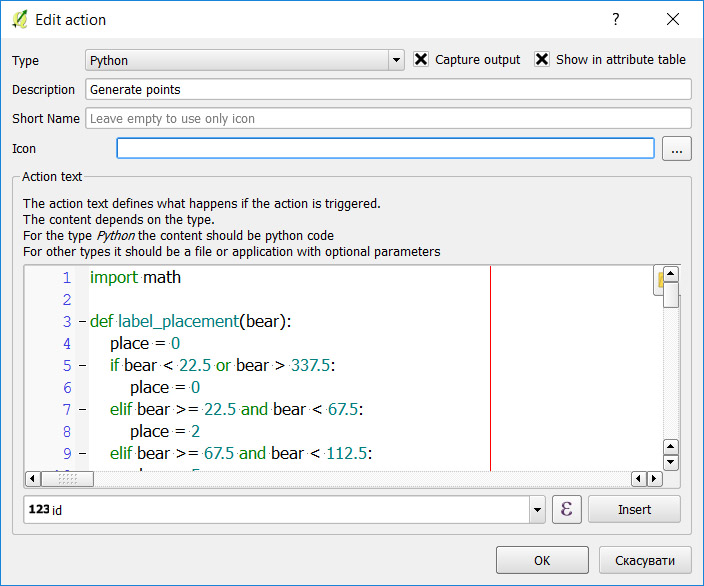 Edit action
?
Type Python Capture output Show in attribute table
Description Generate points
Short Name Leave empty to use only icon
Icon ...
Action text
The action text defines what happens if the action is triggered.
The content depends on the type.
For the type Python the content should be python code
For other types it should be a file or application with optional parameters
1 import math
2
3 def label_placement(bear):
4 place = 0
5 if bear < 22.5 or bear > 337.5:
6 place = 0
7 elif bear >= 22.5 and bear < 67.5:
8 place = 2
9 elif bear >= 67.5 and bear < 112.5:
123 id ε Insert
OK Скасувати